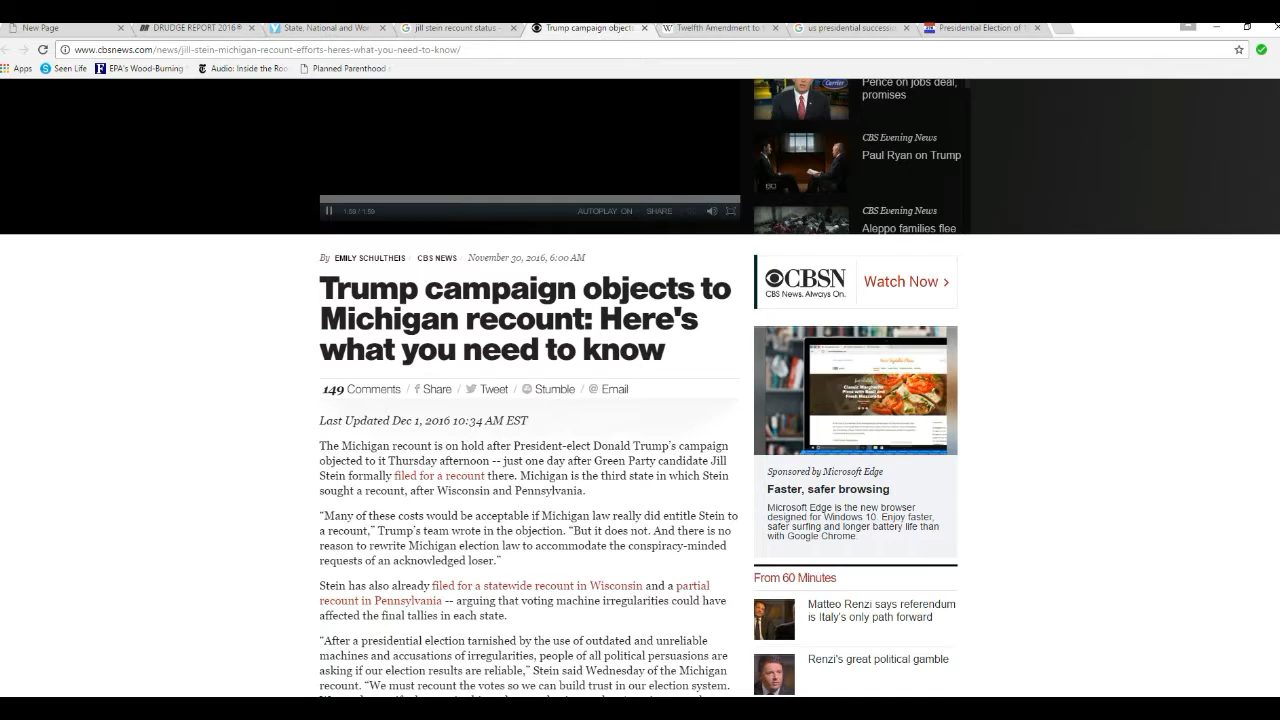 New Page
DRUDGE REPORT 2016®
State, National and Wor
jill stein recount status -
Trump campaign objects
Twelfth Amendment to t
us presidential successio
Presidential Election of 1
www.cbsnews.com/news/jill-stein-michigan-recount-efforts-heres-what-you-need-to-know/
Apps
Seen Life
EPA's Wood-Burning
Audio: Inside the Roo
Planned Parenthood
Pence on jobs deal,
promises
CBS Evening News
Paul Ryan on Trump
CBS Evening News
Aleppo families flee
1:59 / 1:59
AUTOPLAY ON
SHARE
By EMILY SCHULTHEIS / CBS NEWS / November 30, 2016, 6:00 AM
Trump campaign objects to
Michigan recount: Here's
what you need to know
149 Comments / Share / Tweet / Stumble / @ Email
Last Updated Dec 1, 2016 10:34 AM EST
The Michigan recount is on hold after President-elect Donald Trump's campaign
objected to it Thursday afternoon -- just one day after Green Party candidate Jill
Stein formally filed for a recount there. Michigan is the third state in which Stein
sought a recount, after Wisconsin and Pennsylvania.
"Many of these costs would be acceptable if Michigan law really did entitle Stein to
a recount," Trump's team wrote in the objection. "But it does not. And there is no
reason to rewrite Michigan election law to accommodate the conspiracy-minded
requests of an acknowledged loser."
Stein has also already filed for a statewide recount in Wisconsin and a partial
recount in Pennsylvania -- arguing that voting machine irregularities could have
affected the final tallies in each state.
"After a presidential election tarnished by the use of outdated and unreliable
machines and accusations of irregularities, people of all political persuasions are
asking if our election results are reliable," Stein said Wednesday of the Michigan
recount. "We must recount the votes so we can build trust in our election system.
CBSN
CBS News. Always On.
Watch Now >
Sponsored by Microsoft Edge
Faster, safer browsing
Microsoft Edge is the new browser
designed for Windows 10. Enjoy faster,
safer surfing and longer battery life than
with Google Chrome.
From 60 Minutes
Matteo Renzi says referendum
is Italy's only path forward
Renzi's great political gamble